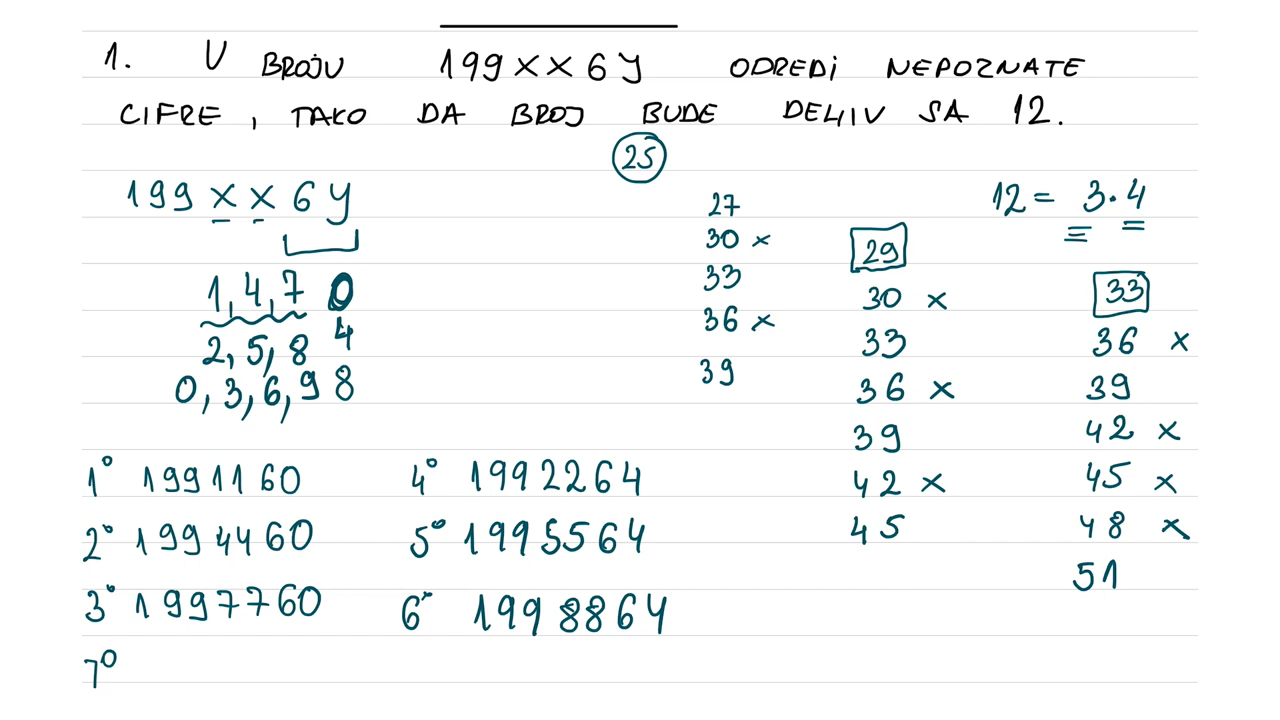 1. U BROJU 199XX6Y ODREDI NEPOZNATE
CIFRE, TAKO DA BROJ BUDE DELJIV SA 12.
25
199XX6Y
12 = 3·4
1,4,7 0
2,5,8 4
0,3,6,9 8
27
30 x
33
36 x
39
29
30 x
33
36 x
39
42 x
45
33
36 x
39
42 x
45 x
48 x
51
1° 1991160
2° 1994460
3° 1997760
7°
4° 1992264
5° 1995564
6° 1998864